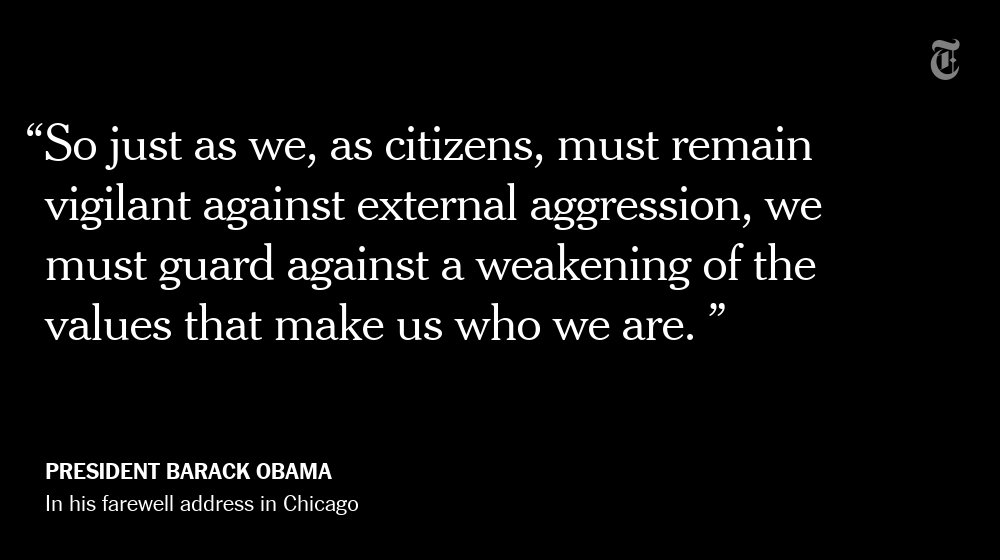 “So just as we, as citizens, must remain
vigilant against external aggression, we
must guard against a weakening of the
values that make us who we are. ”
PRESIDENT BARACK OBAMA
In his farewell address in Chicago
T